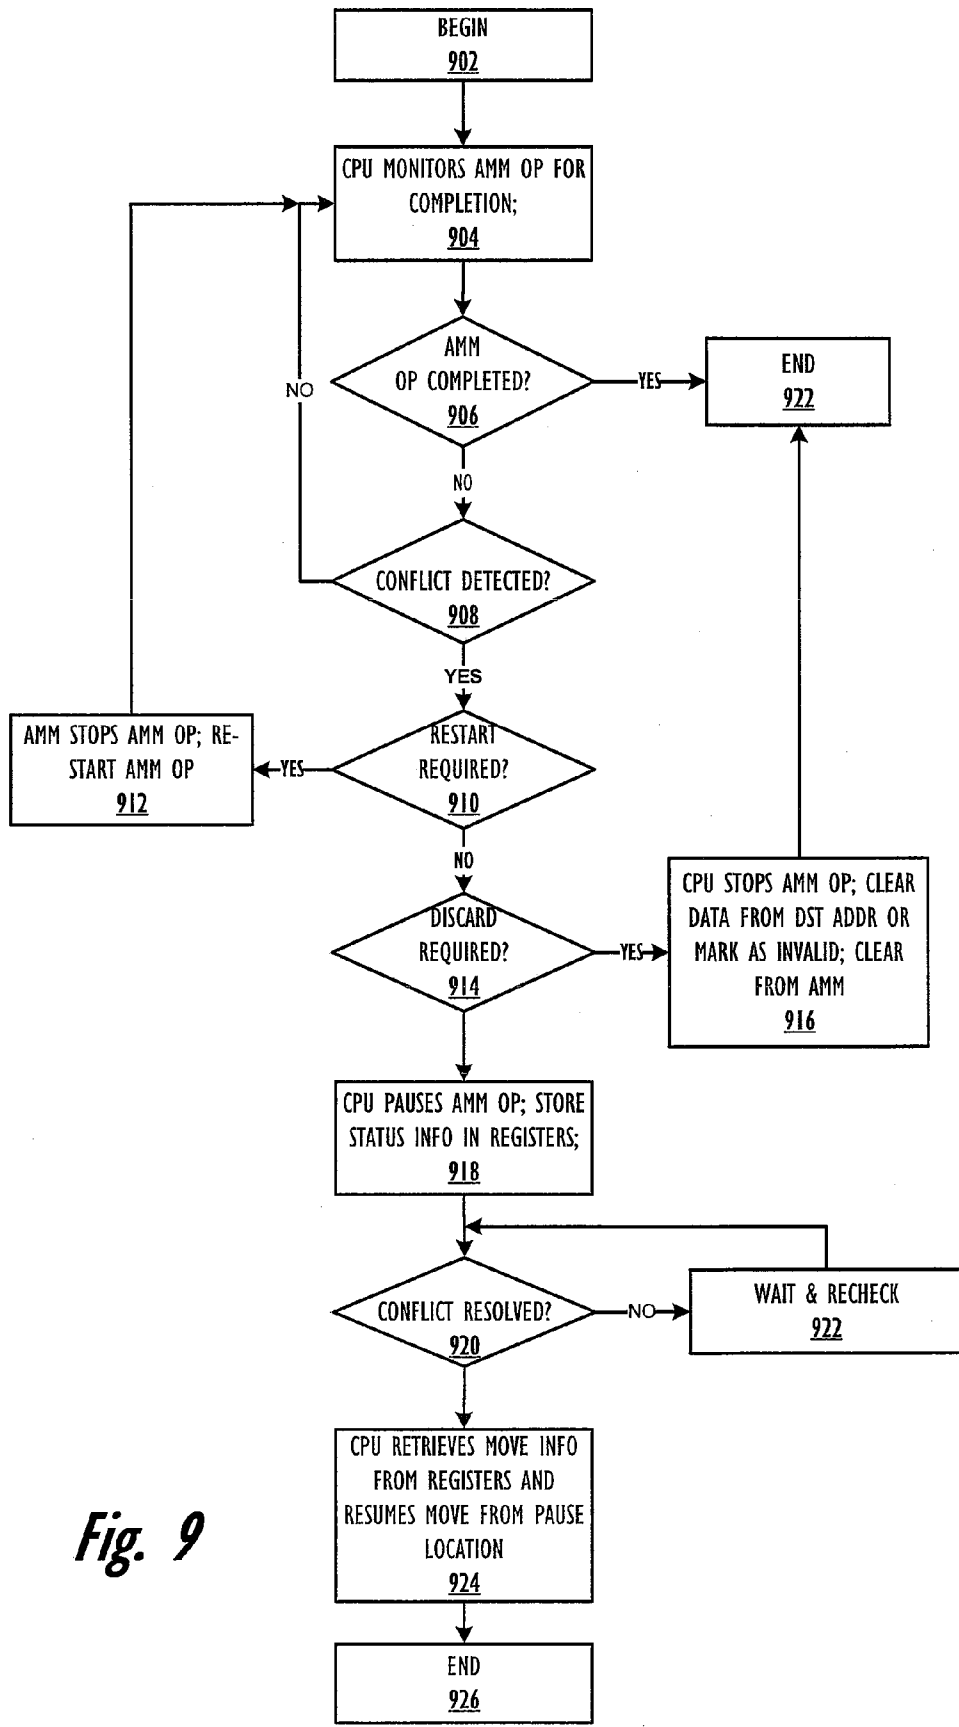 BEGIN
902
CPU MONITORS AMM OP FOR
COMPLETION;
904
AMM
OP COMPLETED?
906
YES
END
922
NO
NO
CONFLICT DETECTED?
908
YES
RESTART
REQUIRED?
910
YES
AMM STOPS AMM OP; RE-
START AMM OP
912
NO
DISCARD
REQUIRED?
914
YES
CPU STOPS AMM OP; CLEAR
DATA FROM DST ADDR OR
MARK AS INVALID; CLEAR
FROM AMM
916
CPU PAUSES AMM OP; STORE
STATUS INFO IN REGISTERS;
918
CONFLICT RESOLVED?
920
NO
WAIT & RECHECK
922
CPU RETRIEVES MOVE INFO
FROM REGISTERS AND
RESUMES MOVE FROM PAUSE
LOCATION
924
END
926
Fig. 9